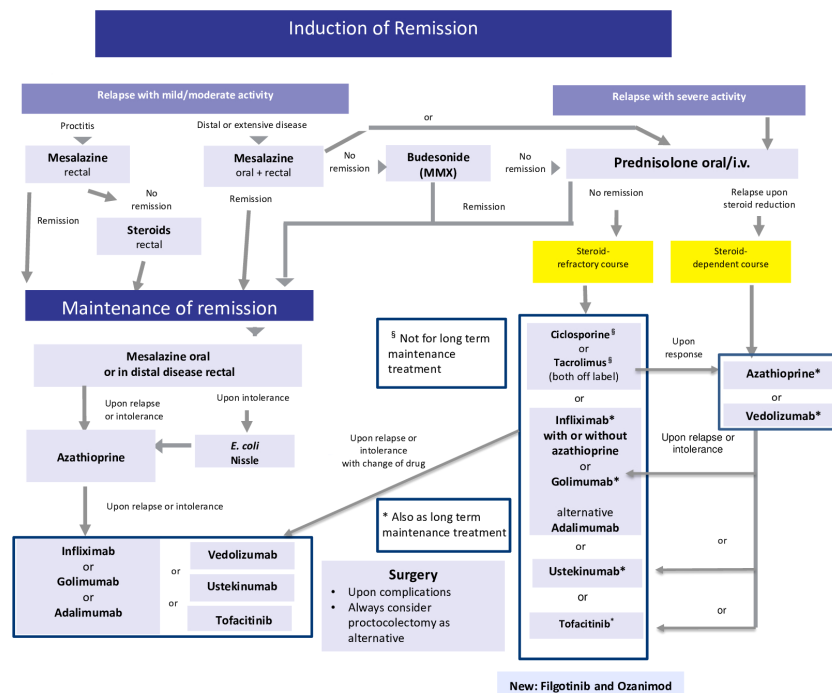 Induction of Remission
Relapse with mild/moderate activity
Relapse with severe activity
Proctitis
Distal or extensive disease
or
Mesalazine
rectal
Mesalazine
oral + rectal
No
remission
Budesonide
(MMX)
No
remission
Prednisolone oral/i.v.
Remission
No
remission
Remission
Remission
No remission
Relapse upon
steroid reduction
Steroids
rectal
Steroid-
refractory course
Steroid-
dependent course
Maintenance of remission
Mesalazine oral
or in distal disease rectal
§ Not for long term
maintenance
treatment
Ciclosporine§
or
Tacrolimus§
(both off label)
or
Upon
response
Azathioprine*
or
Vedolizumab*
Upon relapse
or intolerance
Upon intolerance
Azathioprine
E. coli
Nissle
Upon relapse or
intolerance
with change of drug
Infliximab*
with or without
azathioprine
or
Golimumab*
alternative
Adalimumab
Upon relapse or
intolerance
Upon relapse or intolerance
* Also as long term
maintenance treatment
or
or
Ustekinumab*
or
or
Tofacitinib*
Infliximab
or
Golimumab
or
Adalimumab
or
or
Vedolizumab
Ustekinumab
Tofacitinib
Surgery
• Upon complications
• Always consider
proctocolectomy as
alternative
New: Filgotinib and Ozanimod